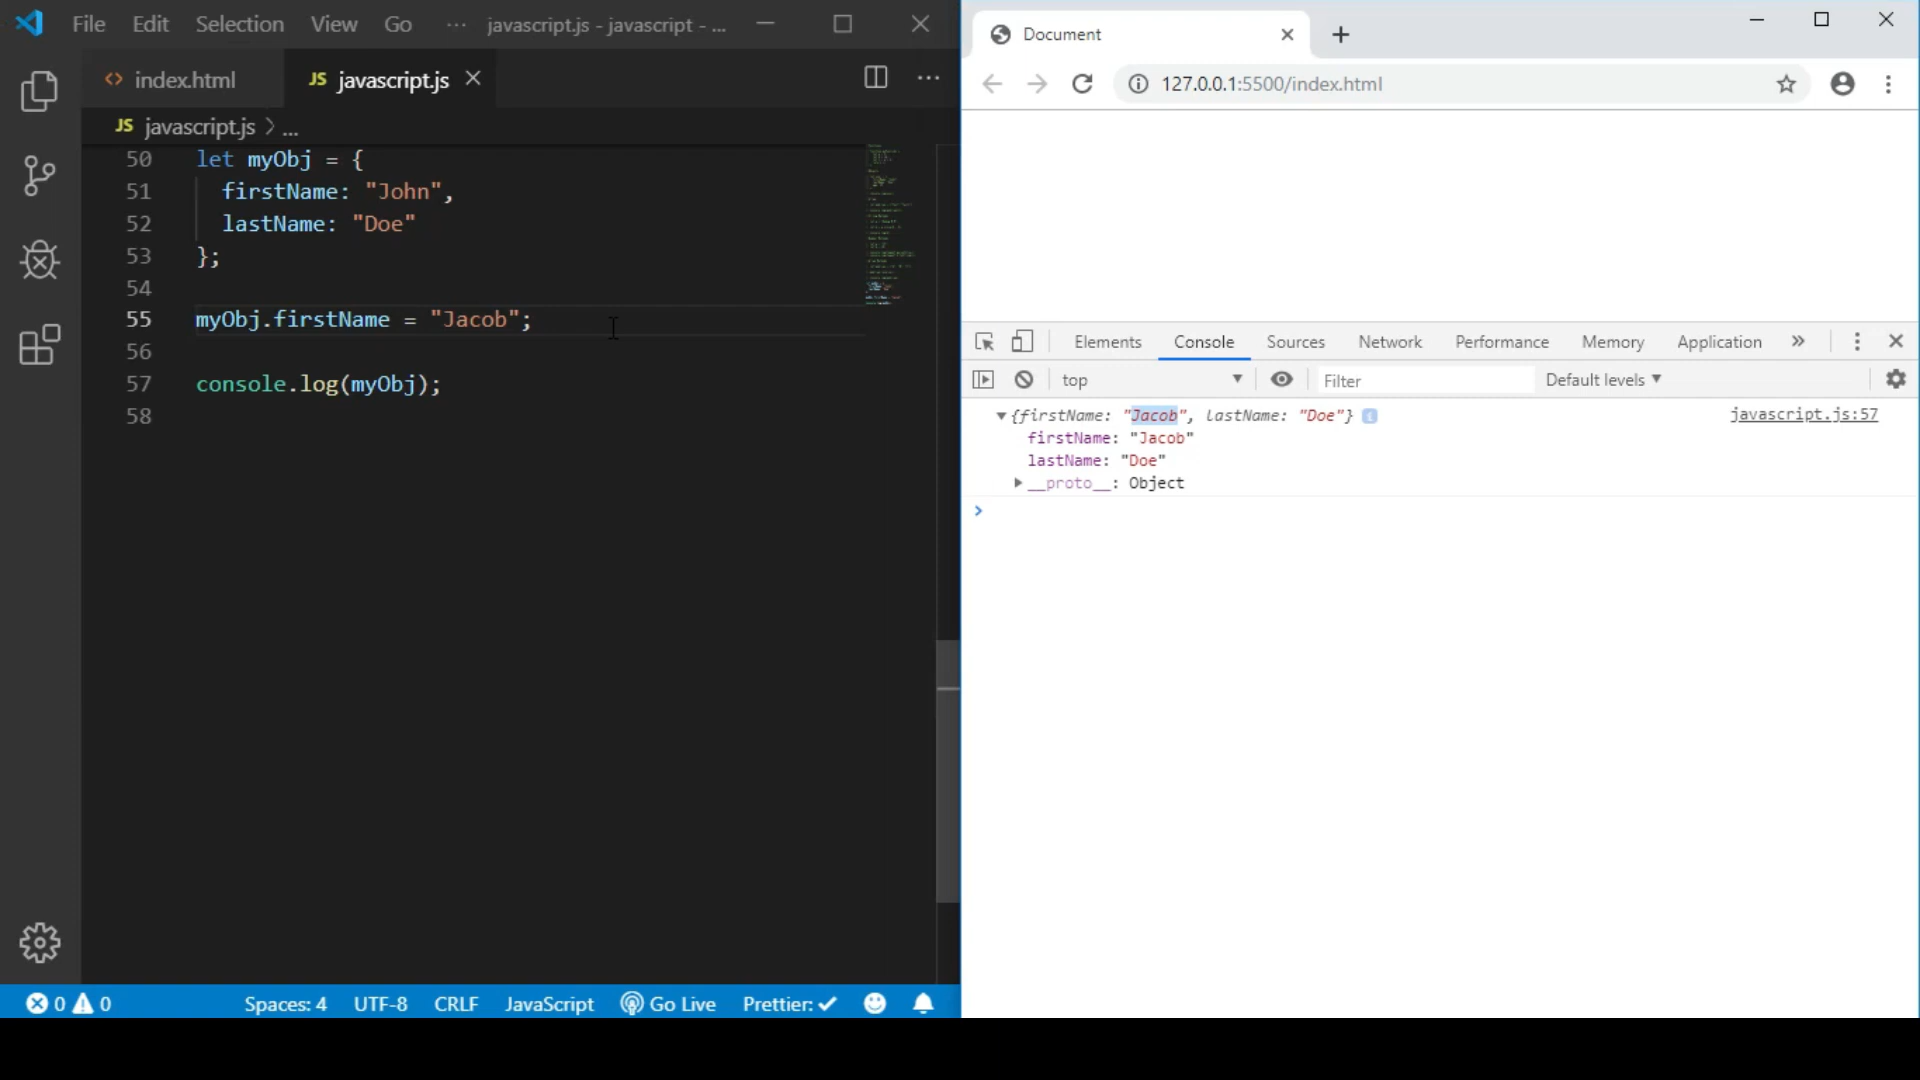 File Edit Selection View Go ··· javascript.js - javascript - ...
index.html
JS javascript.js
JS javascript.js > ...
50 let myObj = {
51 firstName: "John",
52 lastName: "Doe"
53 };
54
55 myObj.firstName = "Jacob";
56
57 console.log(myObj);
58
0 0 Spaces: 4 UTF-8 CRLF JavaScript Go Live Prettier: ✓
Document
127.0.0.1:5500/index.html
Elements Console Sources Network Performance Memory Application »
top Filter Default levels
{firstName: "Jacob", lastName: "Doe"} i javascript.js:57
firstName: "Jacob"
lastName: "Doe"
__proto__: Object